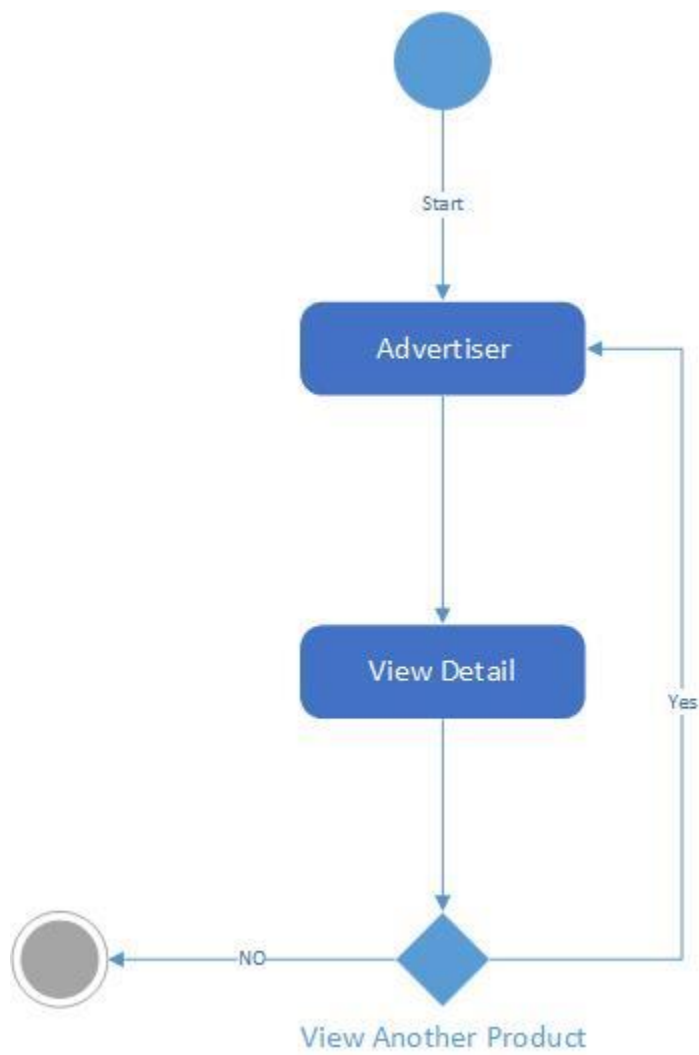 Start
Advertiser
View Detail
Yes
NO
View Another Product